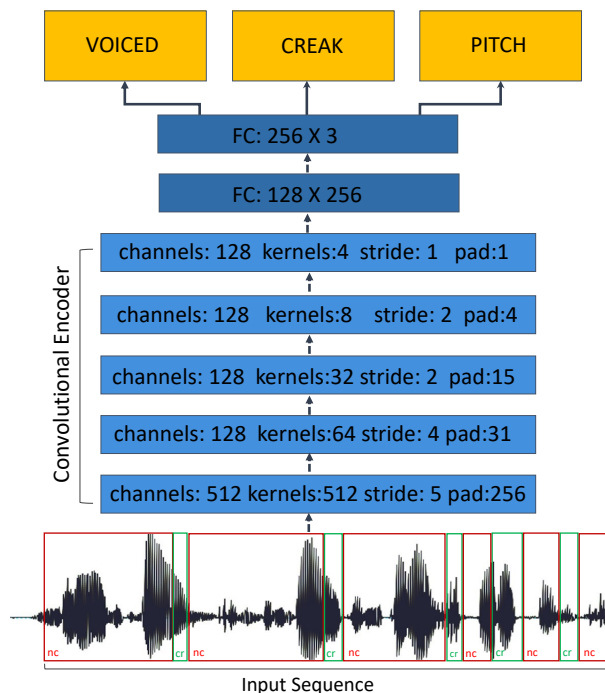 VOICED
CREAK
PITCH
FC: 256 X 3
FC: 128 X 256
Convolutional Encoder
channels: 128 kernels:4 stride: 1 pad:1
channels: 128 kernels:8 stride: 2 pad:4
channels: 128 kernels:32 stride: 2 pad:15
channels: 128 kernels:64 stride: 4 pad:31
channels: 512 kernels:512 stride: 5 pad:256
nc cr nc cr nc cr nc cr nc cr nc
Input Sequence